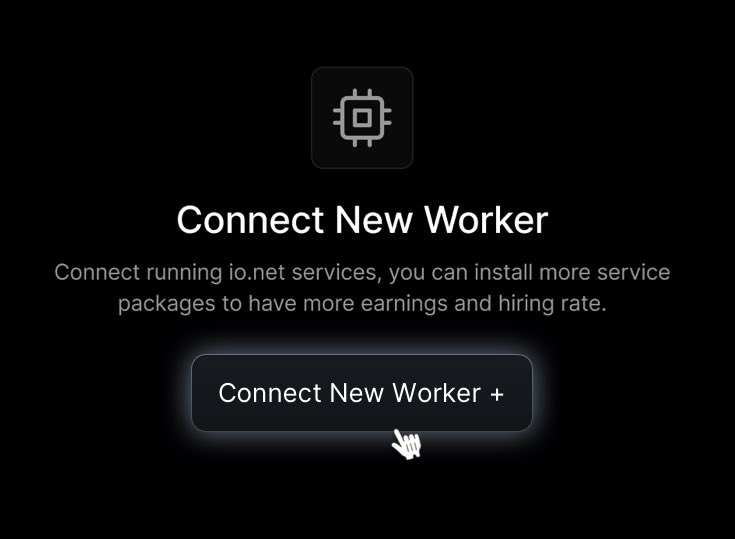 Connect New Worker
Connect running io.net services, you can install more service
packages to have more earnings and hiring rate.
Connect New Worker +